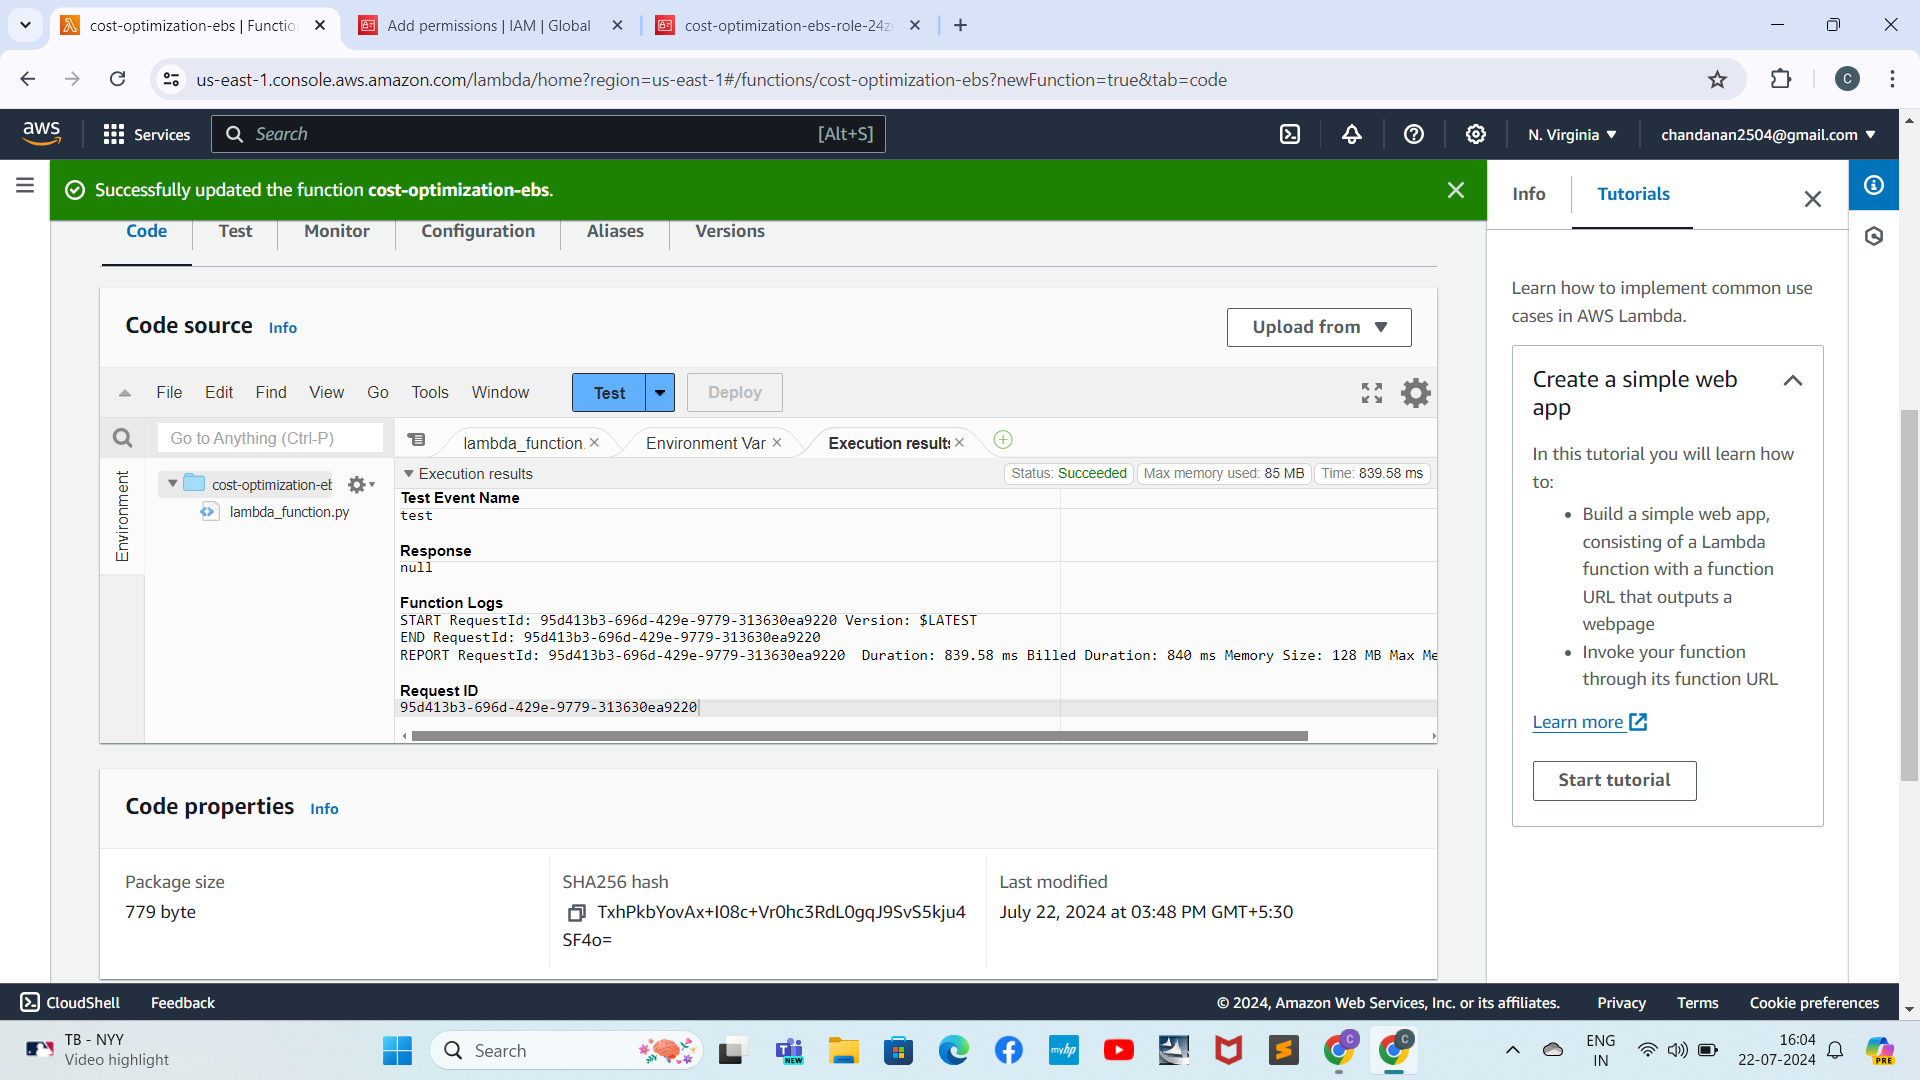 cost-optimization-ebs | Functio
Add permissions | IAM | Global
cost-optimization-ebs-role-24z
us-east-1.console.aws.amazon.com/lambda/home?region=us-east-1#/functions/cost-optimization-ebs?newFunction=true&tab=code
C
aws
Services
Search
[Alt+S]
N. Virginia
chandanan2504@gmail.com
Successfully updated the function cost-optimization-ebs.
Info
Tutorials
Code
Test
Monitor
Configuration
Aliases
Versions
Learn how to implement common use
cases in AWS Lambda.
Code source
Info
Upload from
Create a simple web
app
File
Edit
Find
View
Go
Tools
Window
Test
Deploy
Go to Anything (Ctrl-P)
lambda_function.
Environment Var
Execution results
In this tutorial you will learn how
to:
Environment
cost-optimization-eb
lambda_function.py
Execution results
Status: Succeeded
Max memory used: 85 MB
Time: 839.58 ms
Test Event Name
test
Response
null
Function Logs
START RequestId: 95d413b3-696d-429e-9779-313630ea9220 Version: $LATEST
END RequestId: 95d413b3-696d-429e-9779-313630ea9220
REPORT RequestId: 95d413b3-696d-429e-9779-313630ea9220 Duration: 839.58 ms Billed Duration: 840 ms Memory Size: 128 MB Max Me
Request ID
95d413b3-696d-429e-9779-313630ea9220
• Build a simple web app,
consisting of a Lambda
function with a function
URL that outputs a
webpage
• Invoke your function
through its function URL
Learn more
Start tutorial
Code properties
Info
Package size
779 byte
SHA256 hash
TxhPkbYovAx+I08c+Vr0hc3RdL0gqJ9SvS5kju4
SF4o=
Last modified
July 22, 2024 at 03:48 PM GMT+5:30
CloudShell
Feedback
© 2024, Amazon Web Services, Inc. or its affiliates.
Privacy
Terms
Cookie preferences
TB - NYY
Video highlight
Search
NEW
myhp
C
C
ENG
IN
16:04
22-07-2024
PRE